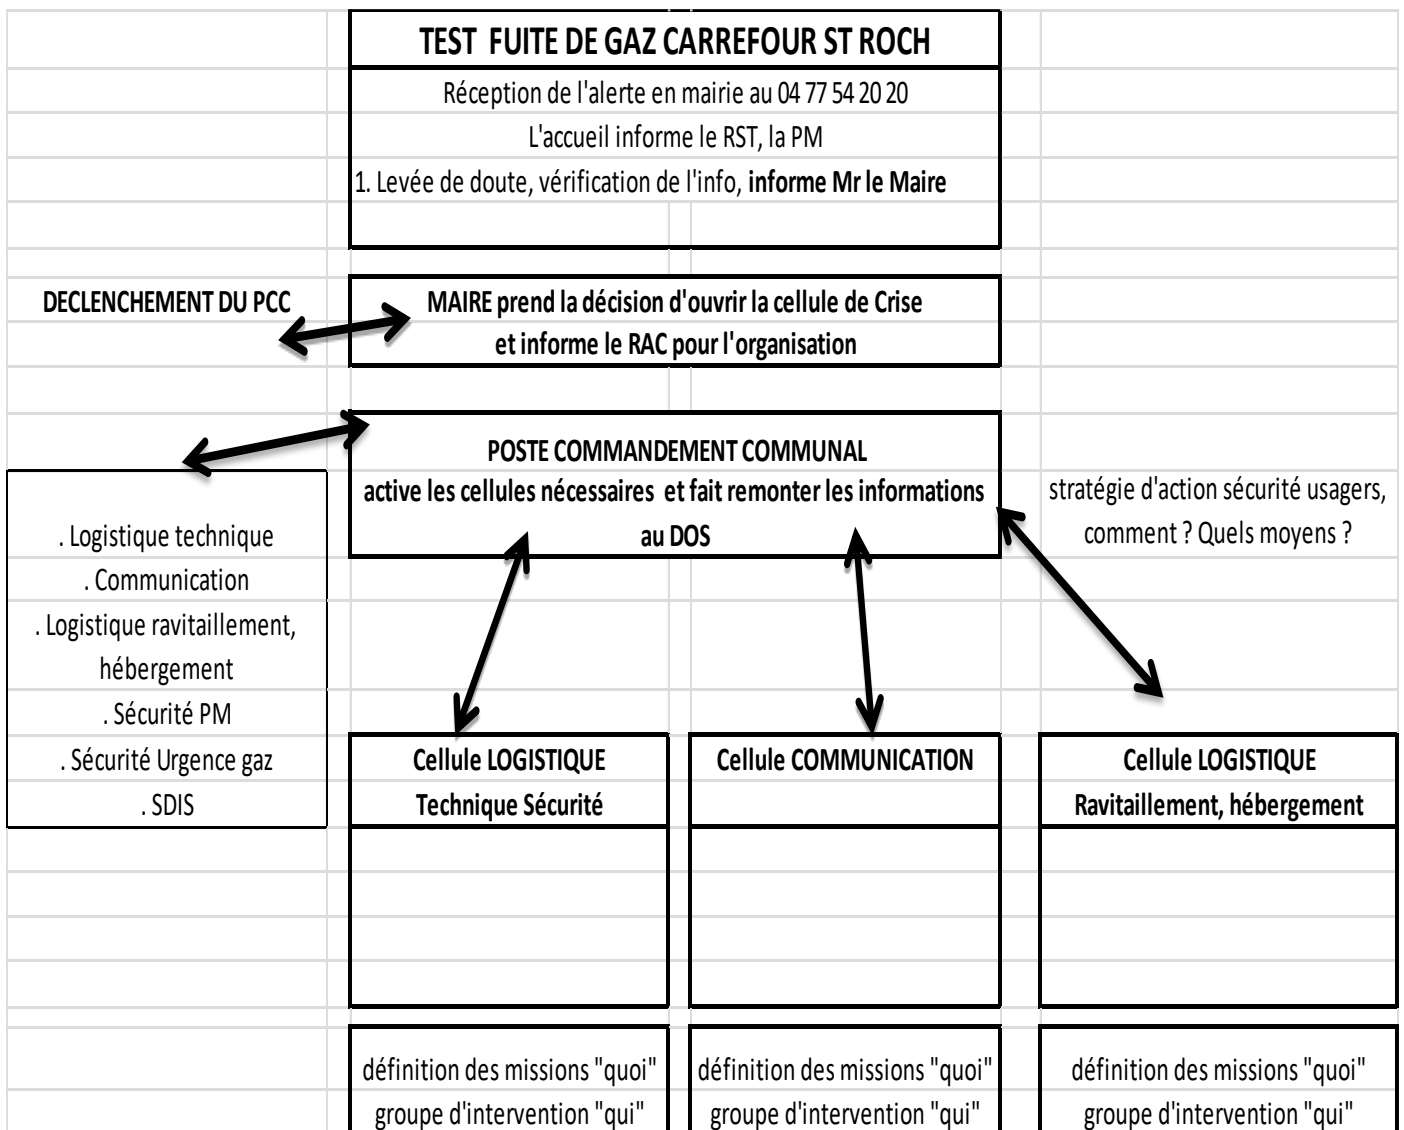 TEST FUITE DE GAZ CARREFOUR ST ROCH
Réception de l'alerte en mairie au 04 77 54 20 20
L'accueil informe le RST, la PM
1. Levée de doute, vérification de l'info, informe Mr le Maire
DECLENCHEMENT DU PCC
MAIRE prend la décision d'ouvrir la cellule de Crise
et informe le RAC pour l'organisation
POSTE COMMANDEMENT COMMUNAL
active les cellules nécessaires et fait remonter les informations
au DOS
stratégie d'action sécurité usagers,
comment ? Quels moyens ?
. Logistique technique
. Communication
. Logistique ravitaillement,
hébergement
. Sécurité PM
. Sécurité Urgence gaz
. SDIS
Cellule LOGISTIQUE
Technique Sécurité
Cellule COMMUNICATION
Cellule LOGISTIQUE
Ravitaillement, hébergement
définition des missions "quoi"
groupe d'intervention "qui"
définition des missions "quoi"
groupe d'intervention "qui"
définition des missions "quoi"
groupe d'intervention "qui"